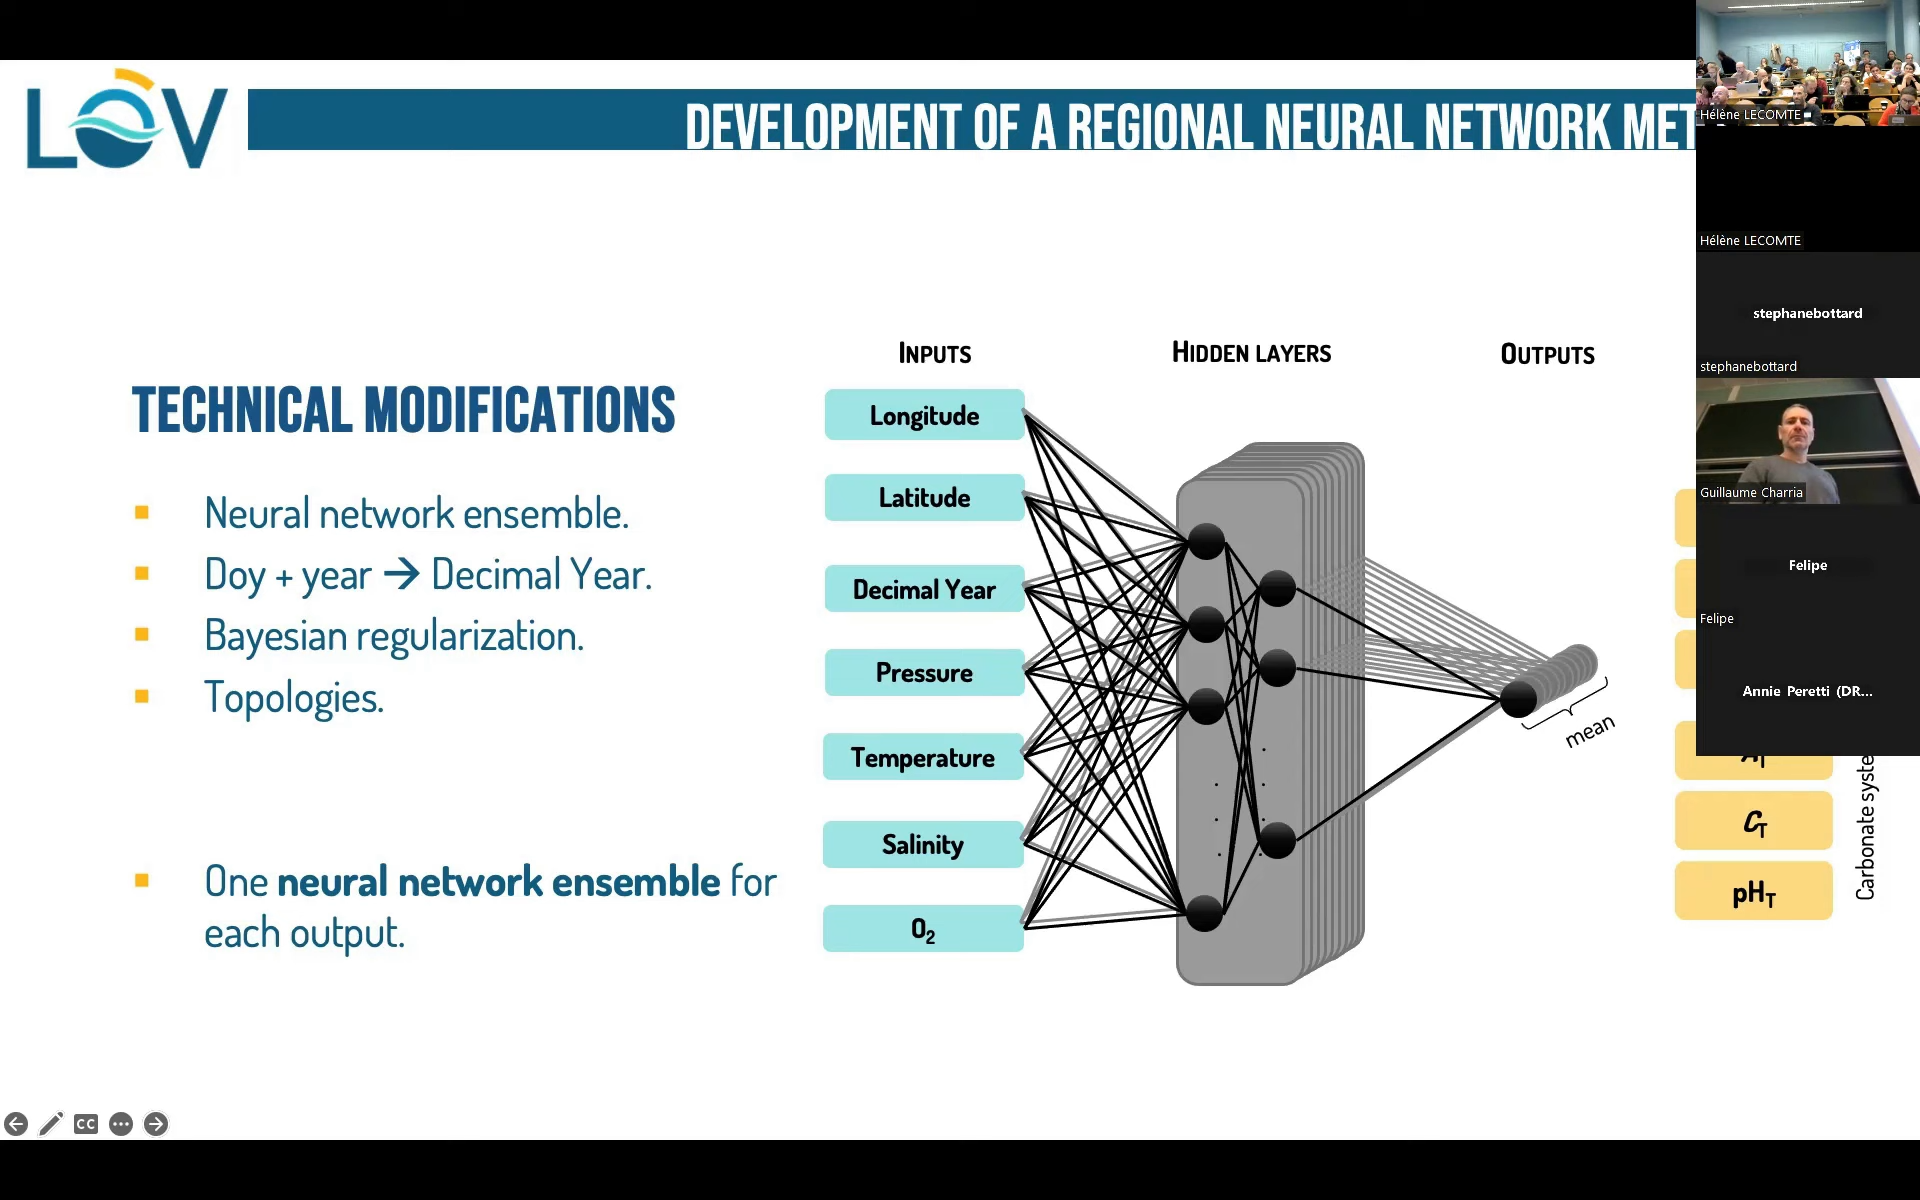 LOV
DEVELOPMENT OF A REGIONAL NEURAL NETWORK MET
Hélène LECOMTE
Hélène LECOMTE
stephanebottard
stephanebottard
Guillaume Charria
Felipe
Felipe
Annie Peretti (DR...
TECHNICAL MODIFICATIONS
Neural network ensemble.
Doy + year → Decimal Year.
Bayesian regularization.
Topologies.
One neural network ensemble for
each output.
INPUTS
Longitude
Latitude
Decimal Year
Pressure
Temperature
Salinity
O₂
HIDDEN LAYERS
OUTPUTS
mean
C_T
pH_T
Carbonate syste
CC